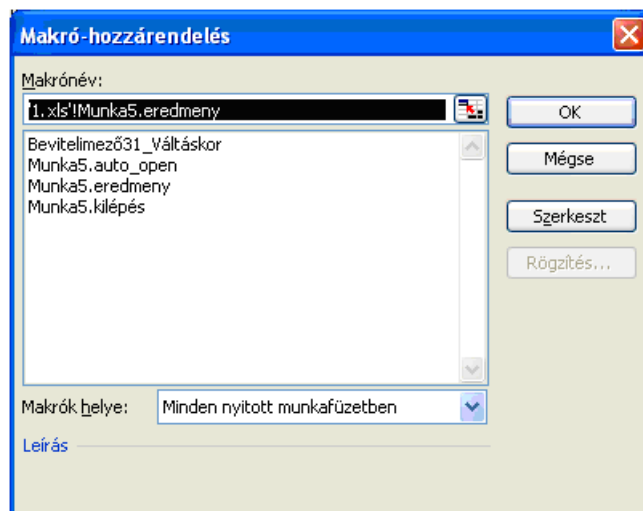 Makró-hozzárendelés
Makrónév:
'1.xls'!Munka5.eredmeny
OK
Bevitelimező31_Váltáskor
Munka5.auto_open
Munka5.eredmeny
Munka5.kilépés
Mégse
Szerkeszt
Rögzítés...
Makrók helye:
Minden nyitott munkafüzetben
Leírás